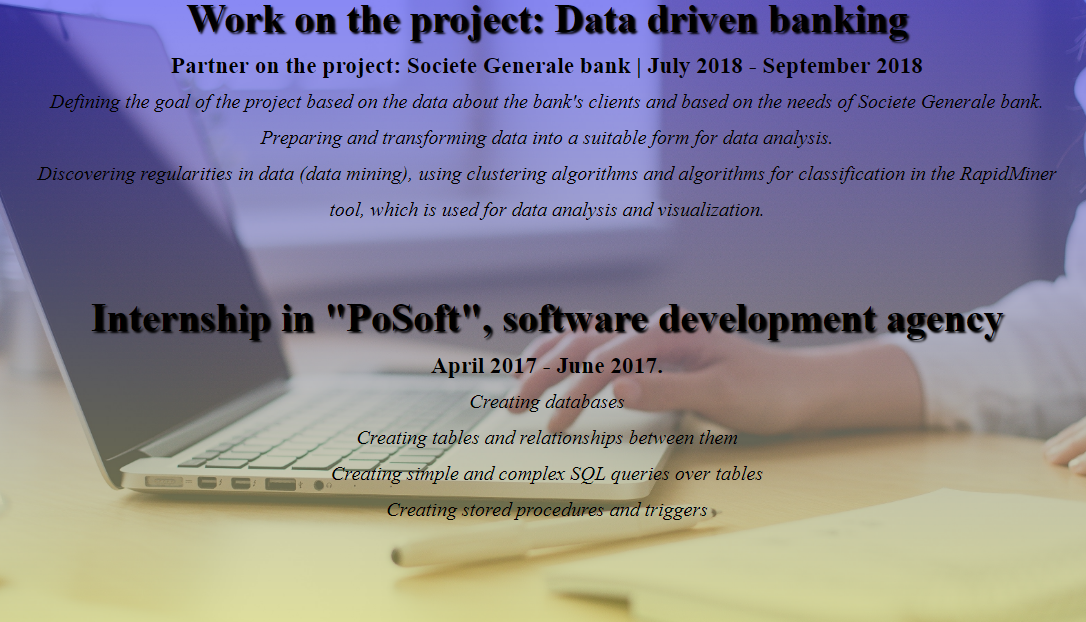 Work on the project: Data driven banking
Partner on the project: Societe Generale bank | July 2018 - September 2018
Defining the goal of the project based on the data about the bank's clients and based on the needs of Societe Generale bank.
Preparing and transforming data into a suitable form for data analysis.
Discovering regularities in data (data mining), using clustering algorithms and algorithms for classification in the RapidMiner
tool, which is used for data analysis and visualization.
Internship in "PoSoft", software development agency
April 2017 - June 2017.
Creating databases
Creating tables and relationships between them
Creating simple and complex SQL queries over tables
Creating stored procedures and triggers